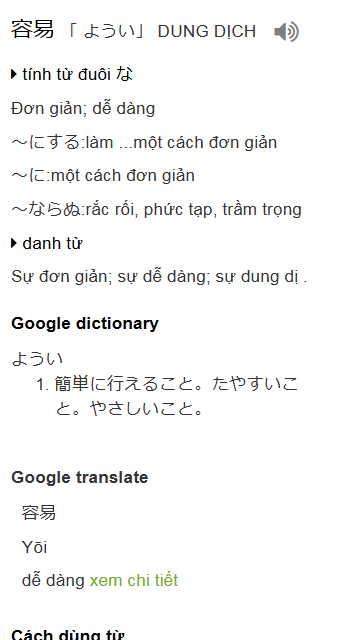 容易 「 ようい」 DUNG DỊCH
tính từ đuôi な
Đơn giản; dễ dàng
～にする:làm ...một cách đơn giản
～に:một cách đơn giản
～ならぬ:rắc rối, phức tạp, trầm trọng
danh từ
Sự đơn giản; sự dễ dàng; sự dung dị .
Google dictionary
ようい
1. 簡単に行えること。たやすいこ
と。やさしいこと。
Google translate
容易
Yōi
dễ dàng xem chi tiết
Cách dùng từ